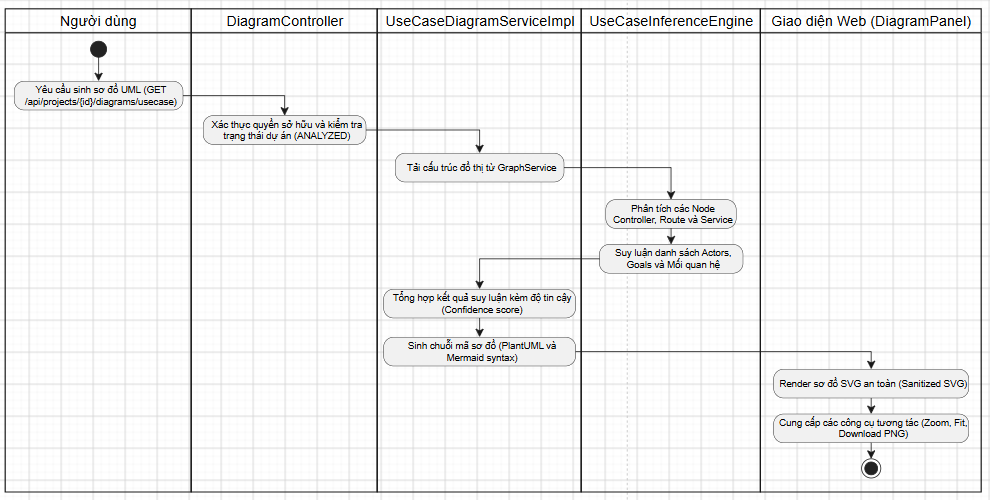 Người dùng
DiagramController
UseCaseDiagramServiceImpl
UseCaseInferenceEngine
Giao diện Web (DiagramPanel)
Yêu cầu sinh sơ đồ UML (GET
/api/projects/{id}/diagrams/usecase)
Xác thực quyền sở hữu và kiểm tra
trạng thái dự án (ANALYZED)
Tải cấu trúc đồ thị từ GraphService
Phân tích các Node
Controller, Route và Service
Suy luận danh sách Actors,
Goals và Mối quan hệ
Tổng hợp kết quả suy luận kèm độ tin cậy
(Confidence score)
Sinh chuỗi mã sơ đồ (PlantUML và
Mermaid syntax)
Render sơ đồ SVG an toàn (Sanitized SVG)
Cung cấp các công cụ tương tác (Zoom, Fit,
Download PNG)